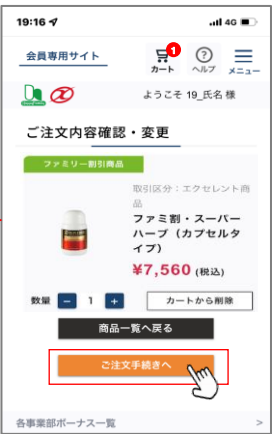 19:16 4G
会員専用サイト 1 カート ヘルプ メニュー
ようこそ 19_氏名 様
ご注文内容確認・変更
ファミリー割引商品
取引区分：エクセレント商
品
ファミ割・スーパー
ハーブ（カプセルタ
イプ）
¥7,560 (税込)
数量 − 1 + カートから削除
商品一覧へ戻る
ご注文手続きへ
各事業部ボーナス一覧 >